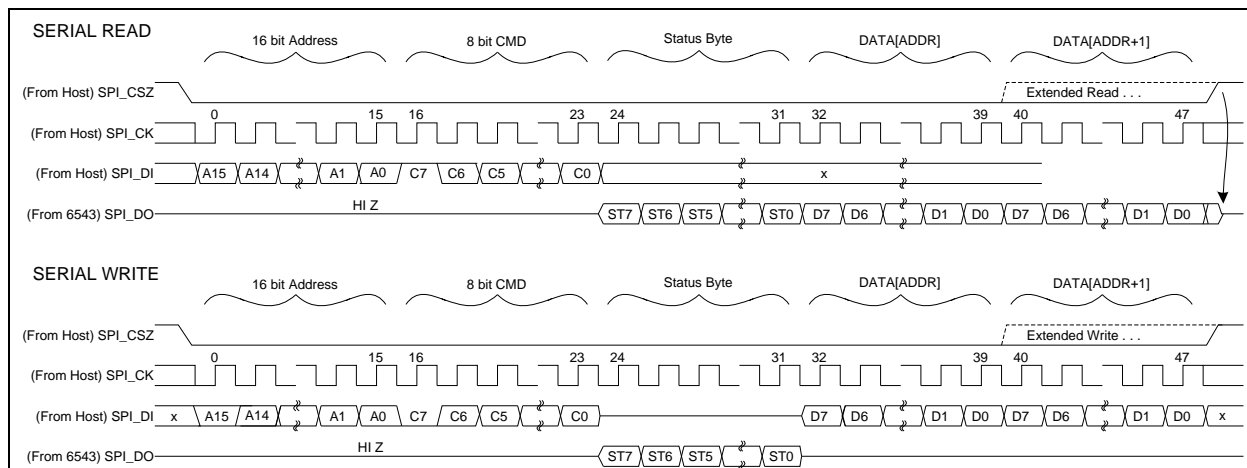 SERIAL READ
16 bit Address 8 bit CMD Status Byte DATA[ADDR] DATA[ADDR+1]
(From Host) SPI_CSZ Extended Read . . .
0 15 16 23 24 31 32 39 40 47
(From Host) SPI_CK
(From Host) SPI_DI A15 A14 A1 A0 C7 C6 C5 C0 x
HI Z
(From 6543) SPI_DO ST7 ST6 ST5 ST0 D7 D6 D1 D0 D7 D6 D1 D0
SERIAL WRITE
16 bit Address 8 bit CMD Status Byte DATA[ADDR] DATA[ADDR+1]
(From Host) SPI_CSZ Extended Write . . .
0 15 16 23 24 31 32 39 40 47
(From Host) SPI_CK
(From Host) SPI_DI x A15 A14 A1 A0 C7 C6 C5 C0 D7 D6 D1 D0 D7 D6 D1 D0 x
HI Z
(From 6543) SPI_DO ST7 ST6 ST5 ST0